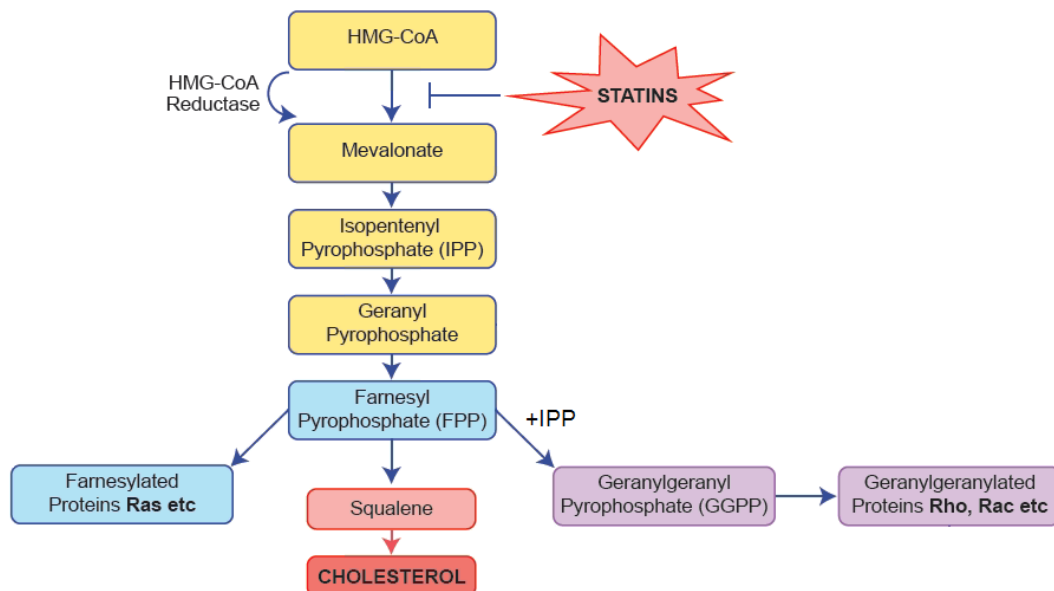 HMG-CoA
HMG-CoA
Reductase
STATINS
Mevalonate
Isopentenyl
Pyrophosphate (IPP)
Geranyl
Pyrophosphate
Farnesyl
Pyrophosphate (FPP)
+IPP
Farnesylated
Proteins Ras etc
Squalene
Geranylgeranyl
Pyrophosphate (GGPP)
Geranylgeranylated
Proteins Rho, Rac etc
CHOLESTEROL